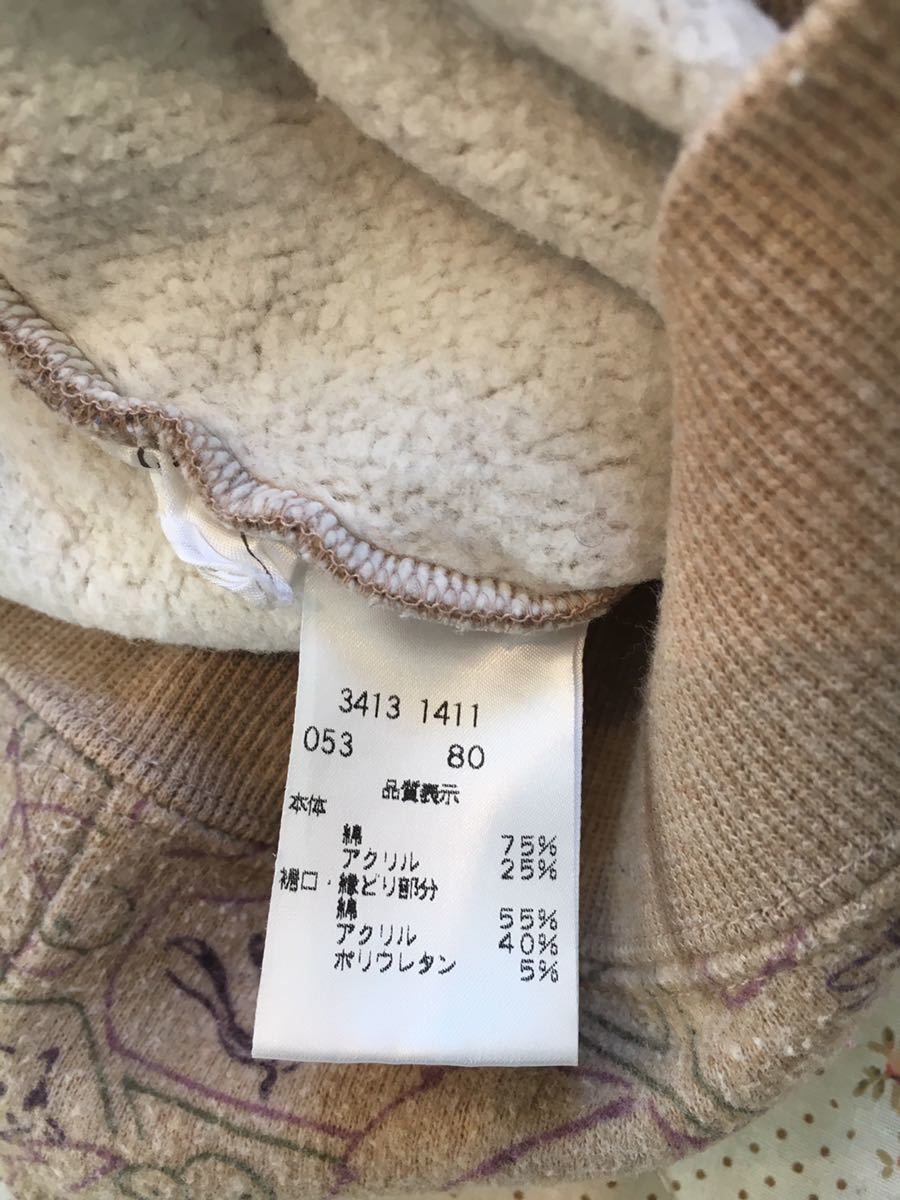 3413 1411
053 80
品質表示
本体
綿 75%
アクリル 25%
裾口・縁どり部分
綿 55%
アクリル 40%
ポリウレタン 5%